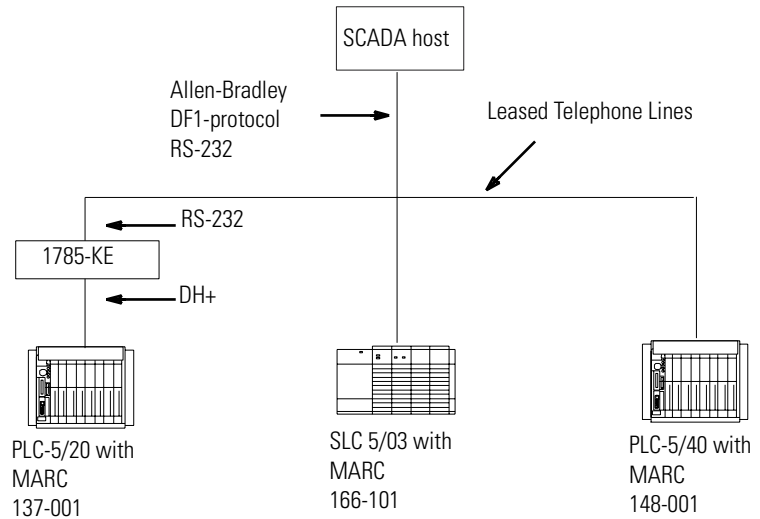 SCADA host
Allen-Bradley
DF1-protocol
RS-232
Leased Telephone Lines
RS-232
1785-KE
DH+
PLC-5/20 with
MARC
137-001
SLC 5/03 with
MARC
166-101
PLC-5/40 with
MARC
148-001